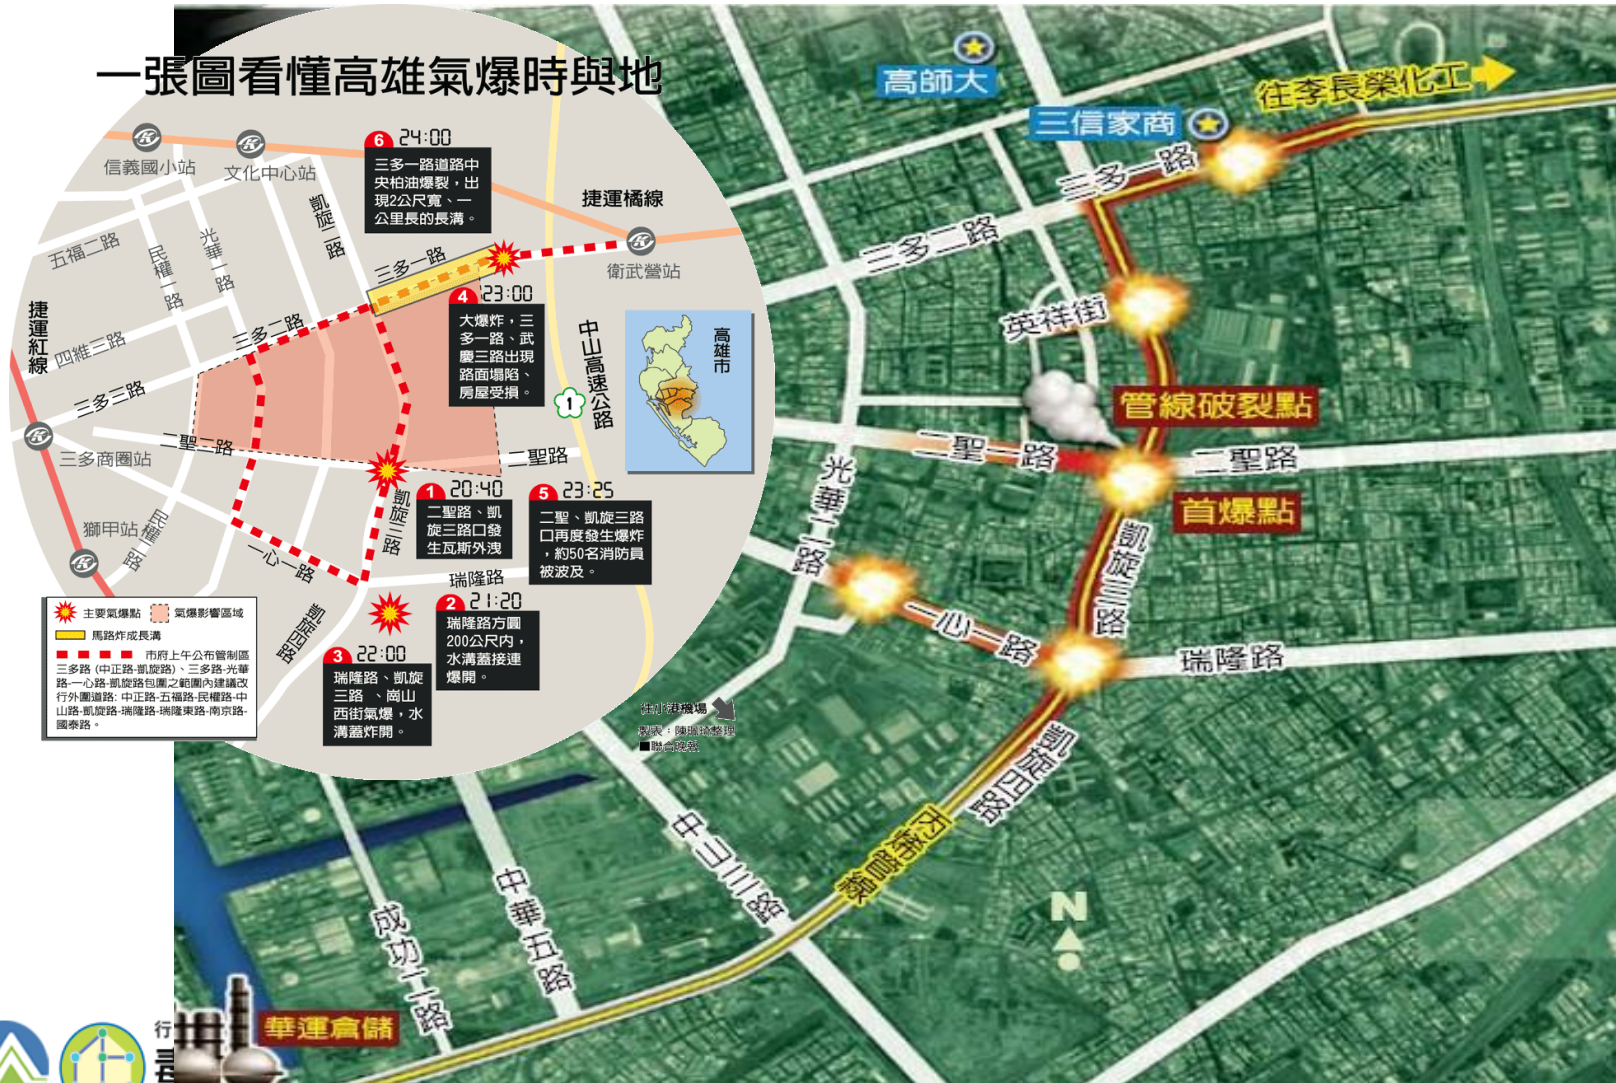 一張圖看懂高雄氣爆時與地
信義國小站
文化中心站
6 24:00
三多一路道路中
央柏油爆裂，出
現2公尺寬、一
公里長的長溝。
捷運橘線
衛武營站
凱旋二路
五福二路
民權一路
光華一路
三多一路
捷運紅線
四維三路
三多二路
三多三路
4 23:00
大爆炸，三
多一路、武
慶三路出現
路面塌陷、
房屋受損。
中山高速公路
1
高雄市
三多商圈站
二聖二路
二聖路
1 20:40
二聖路、凱
旋三路口發
生瓦斯外洩
5 23:25
二聖、凱旋三路
口再度發生爆炸
，約50名消防員
被波及。
凱旋三路
獅甲站
民權二路
一心一路
瑞隆路
凱旋四路
2 21:20
瑞隆路方圓
200公尺內，
水溝蓋接連
爆開。
3 22:00
瑞隆路、凱旋
三路、崗山
西街氣爆，水
溝蓋炸開。
主要氣爆點
氣爆影響區域
馬路炸成長溝
市府上午公布管制區
三多路 (中正路-凱旋路)、三多路-光華
路-一心路-凱旋路包圍之範圍內建議改
行外圍道路: 中正路-五福路-民權路-中
山路-凱旋路-瑞隆路-瑞隆東路-南京路-
國泰路。
往小港機場
製表：陳珮琦整理
■聯合晚報
高師大
三信家商
往李長榮化工
三多一路
三多二路
英祥街
管線破裂點
二聖一路
二聖路
首爆點
光華二路
凱旋三路
一心一路
瑞隆路
凱旋四路
丙烯管線
中山三路
中華五路
成功二路
華運倉儲
N
行